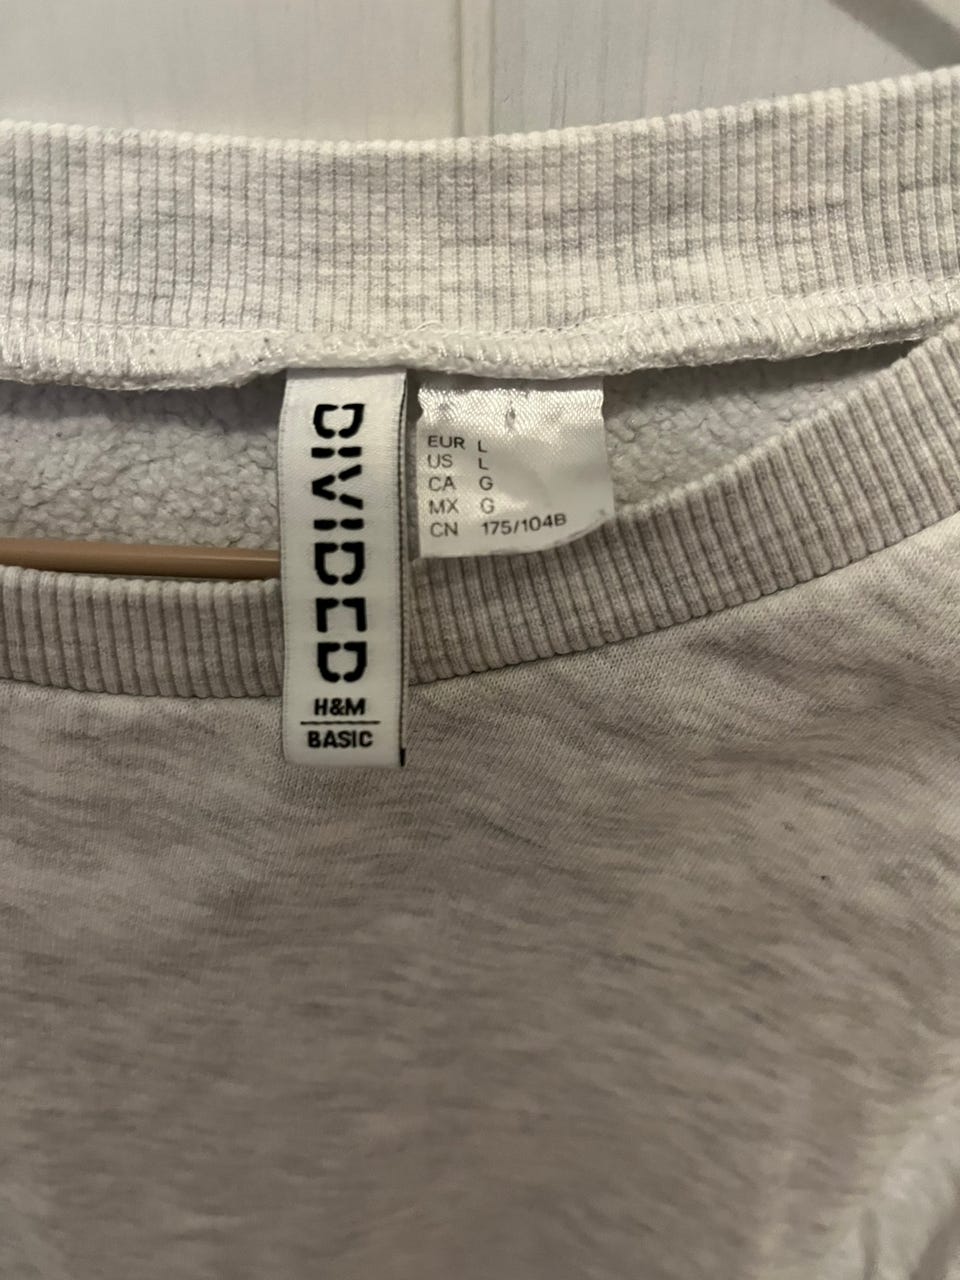 DIVIDED
H&M
BASIC
EUR L
US L
CA G
MX G
CN 175/104B